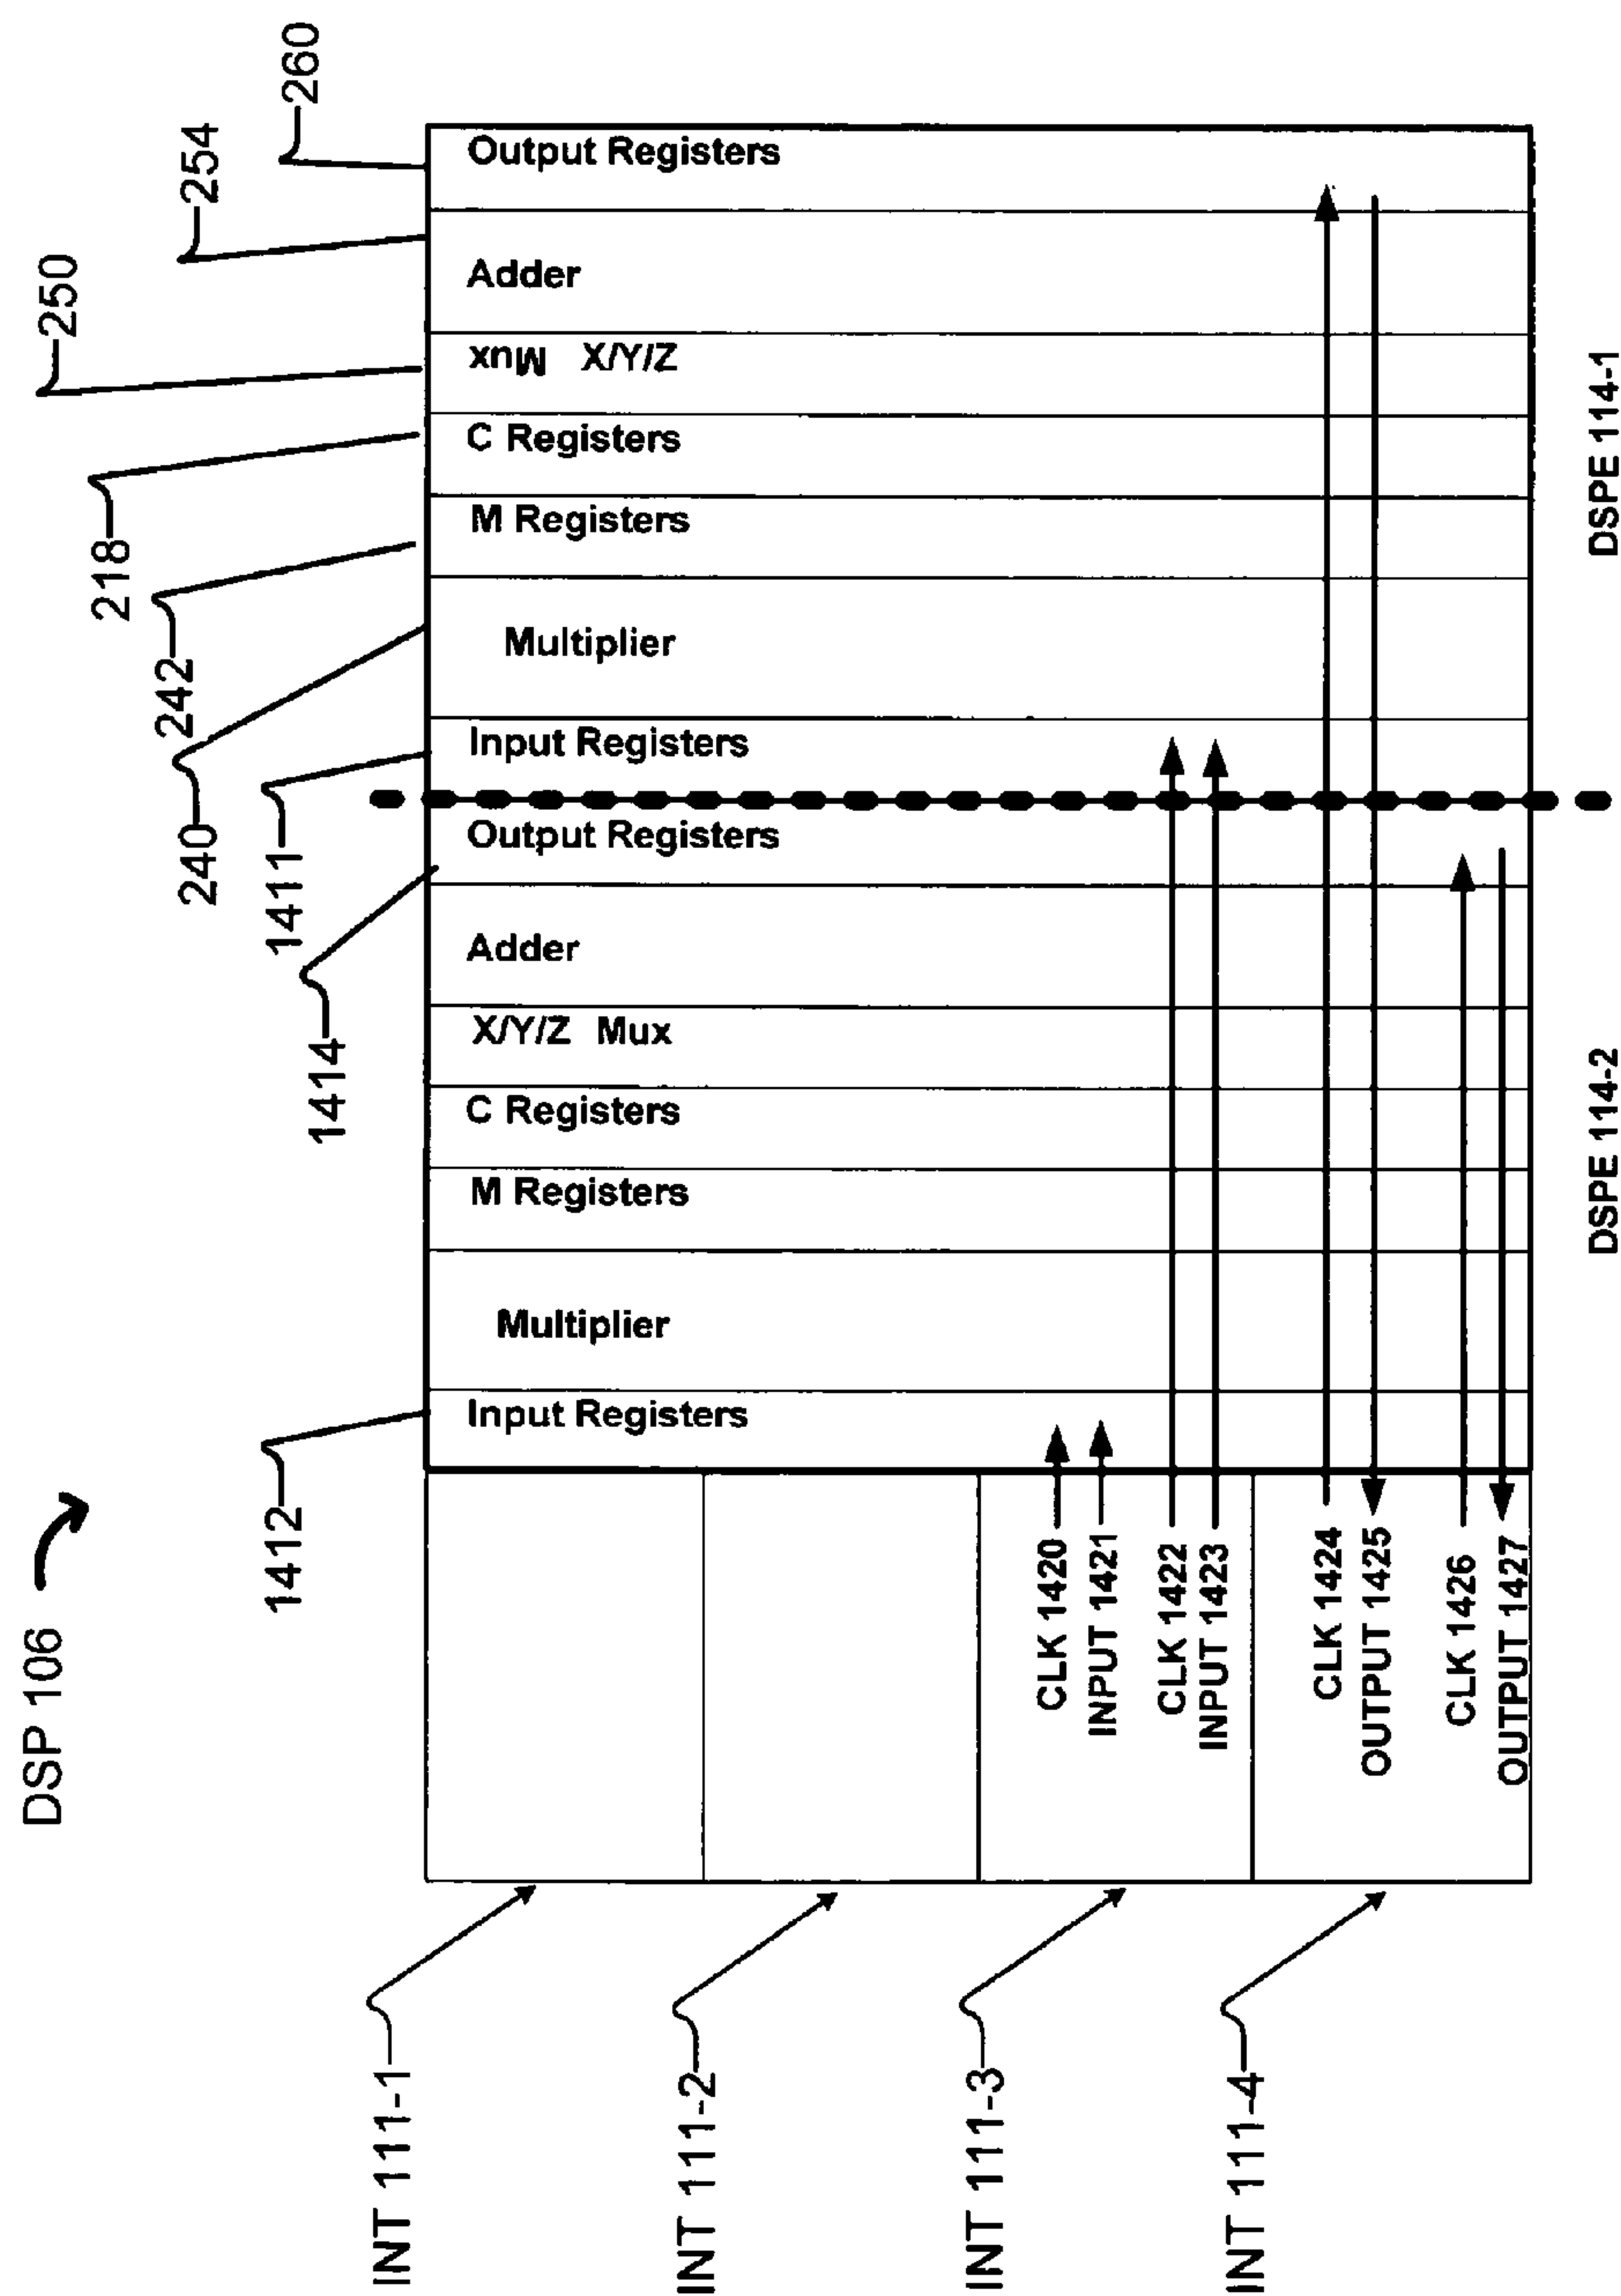 DSP 106
260
254
250
218
242
240
1411
1414
1412
Output Registers
Adder
X/Y/Z Mux
C Registers
M Registers
Multiplier
Input Registers
Output Registers
Adder
X/Y/Z Mux
C Registers
M Registers
Multiplier
Input Registers
CLK 1420
INPUT 1421
CLK 1422
INPUT 1423
CLK 1424
OUTPUT 1425
CLK 1426
OUTPUT 1427
INT 111-1
INT 111-2
INT 111-3
INT 111-4
DSPE 114-2
DSPE 114-1